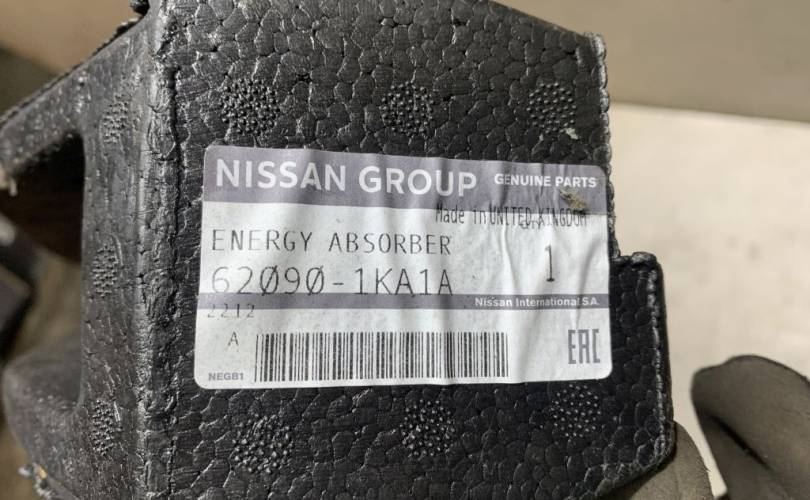 NISSAN GROUP GENUINE PARTS
Made in UNITED KINGDOM
ENERGY ABSORBER
62090-1KA1A 1
Nissan International S.A.
2212
A
EAC
NEGB1